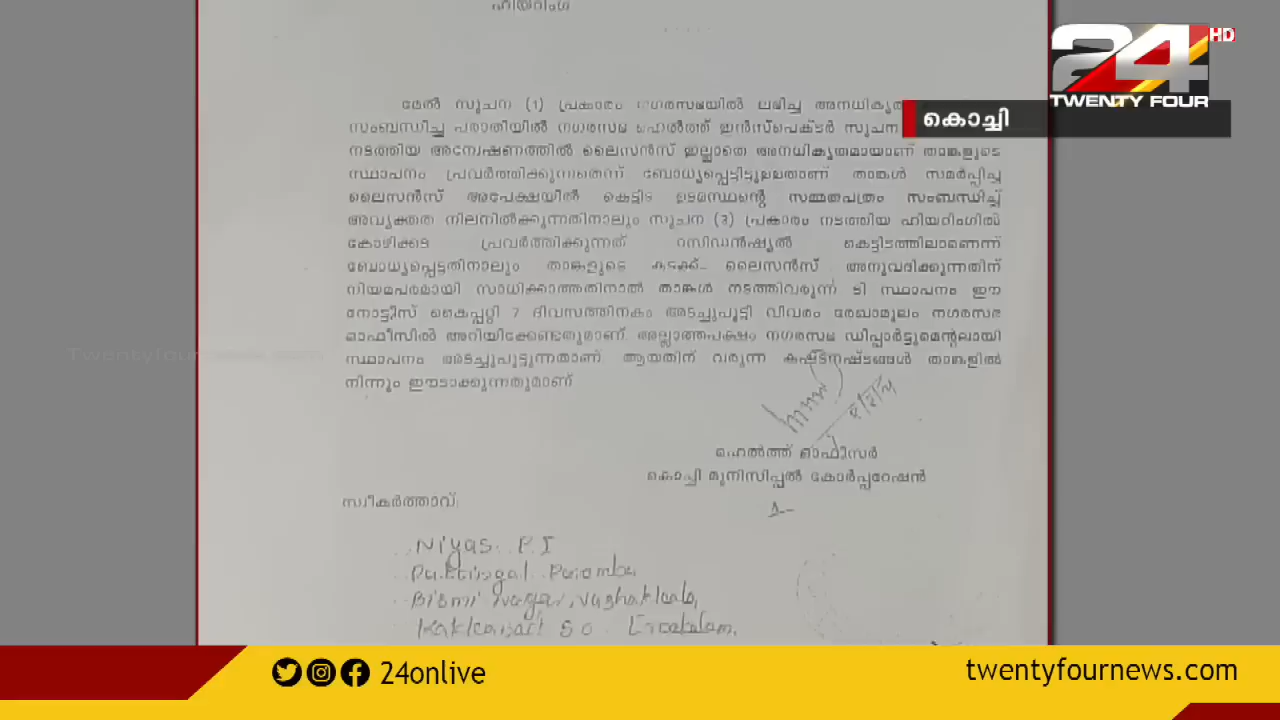 ഹിയറിംഗ്
24 HD
TWENTY FOUR
കൊച്ചി
മേൽ സൂചന (1) പ്രകാരം നഗരസഭയിൽ ലഭിച്ച അനധികൃത
സംബന്ധിച്ച പരാതിയിൽ നഗരസഭ ഹെൽത്ത് ഇൻസ്പെക്ടർ സൂചന
നടത്തിയ അന്വേഷണത്തിൽ ലൈസൻസ് ഇല്ലാതെ അനധികൃതമായാണ് താങ്കളുടെ
സ്ഥാപനം പ്രവർത്തിക്കുന്നതെന്ന് ബോധ്യപ്പെട്ടിട്ടുള്ളതാണ് താങ്കൾ സമർപ്പിച്ച
ലൈസൻസ് അപേക്ഷയിൽ കെട്ടിട ഉടമസ്ഥന്റെ സമ്മതപത്രം സംബന്ധിച്ച്
അവ്യക്തത നിലനിൽക്കുന്നതിനാലും സൂചന (3) പ്രകാരം നടത്തിയ ഹിയറിംഗിൽ
കോഴിക്കട പ്രവർത്തിക്കുന്നത് റസിഡൻഷ്യൽ കെട്ടിടത്തിലാണെന്ന്
ബോധ്യപ്പെട്ടതിനാലും താങ്കളുടെ കടക്ക് ലൈസൻസ് അനുവദിക്കുന്നതിന്
നിയമപരമായി സാധിക്കാത്തതിനാൽ താങ്കൾ നടത്തിവരുന്ന ടി സ്ഥാപനം ഈ
നോട്ടീസ് കൈപ്പറ്റി 7 ദിവസത്തിനകം അടച്ചുപൂട്ടി വിവരം രേഖാമൂലം നഗരസഭ
ഓഫീസിൽ അറിയിക്കേണ്ടതുമാണ്. അല്ലാത്തപക്ഷം നഗരസഭ ഡിപ്പാർട്ടുമെന്റലായി
സ്ഥാപനം അടച്ചുപൂട്ടുന്നതാണ് ആയതിന് വരുന്ന കഷ്ടനഷ്ടങ്ങൾ താങ്കളിൽ
നിന്നും ഈടാക്കുന്നതുമാണ്
ഹെൽത്ത് ഓഫീസർ
കൊച്ചി മുനിസിപ്പൽ കോർപ്പറേഷൻ
സ്വീകർത്താവ്
Niyas P. I
Puttingal Parambu
Bismi Nagar, Vazhakkala,
Kakkanad S O Ernakulam,
24onlive
twentyfournews.com